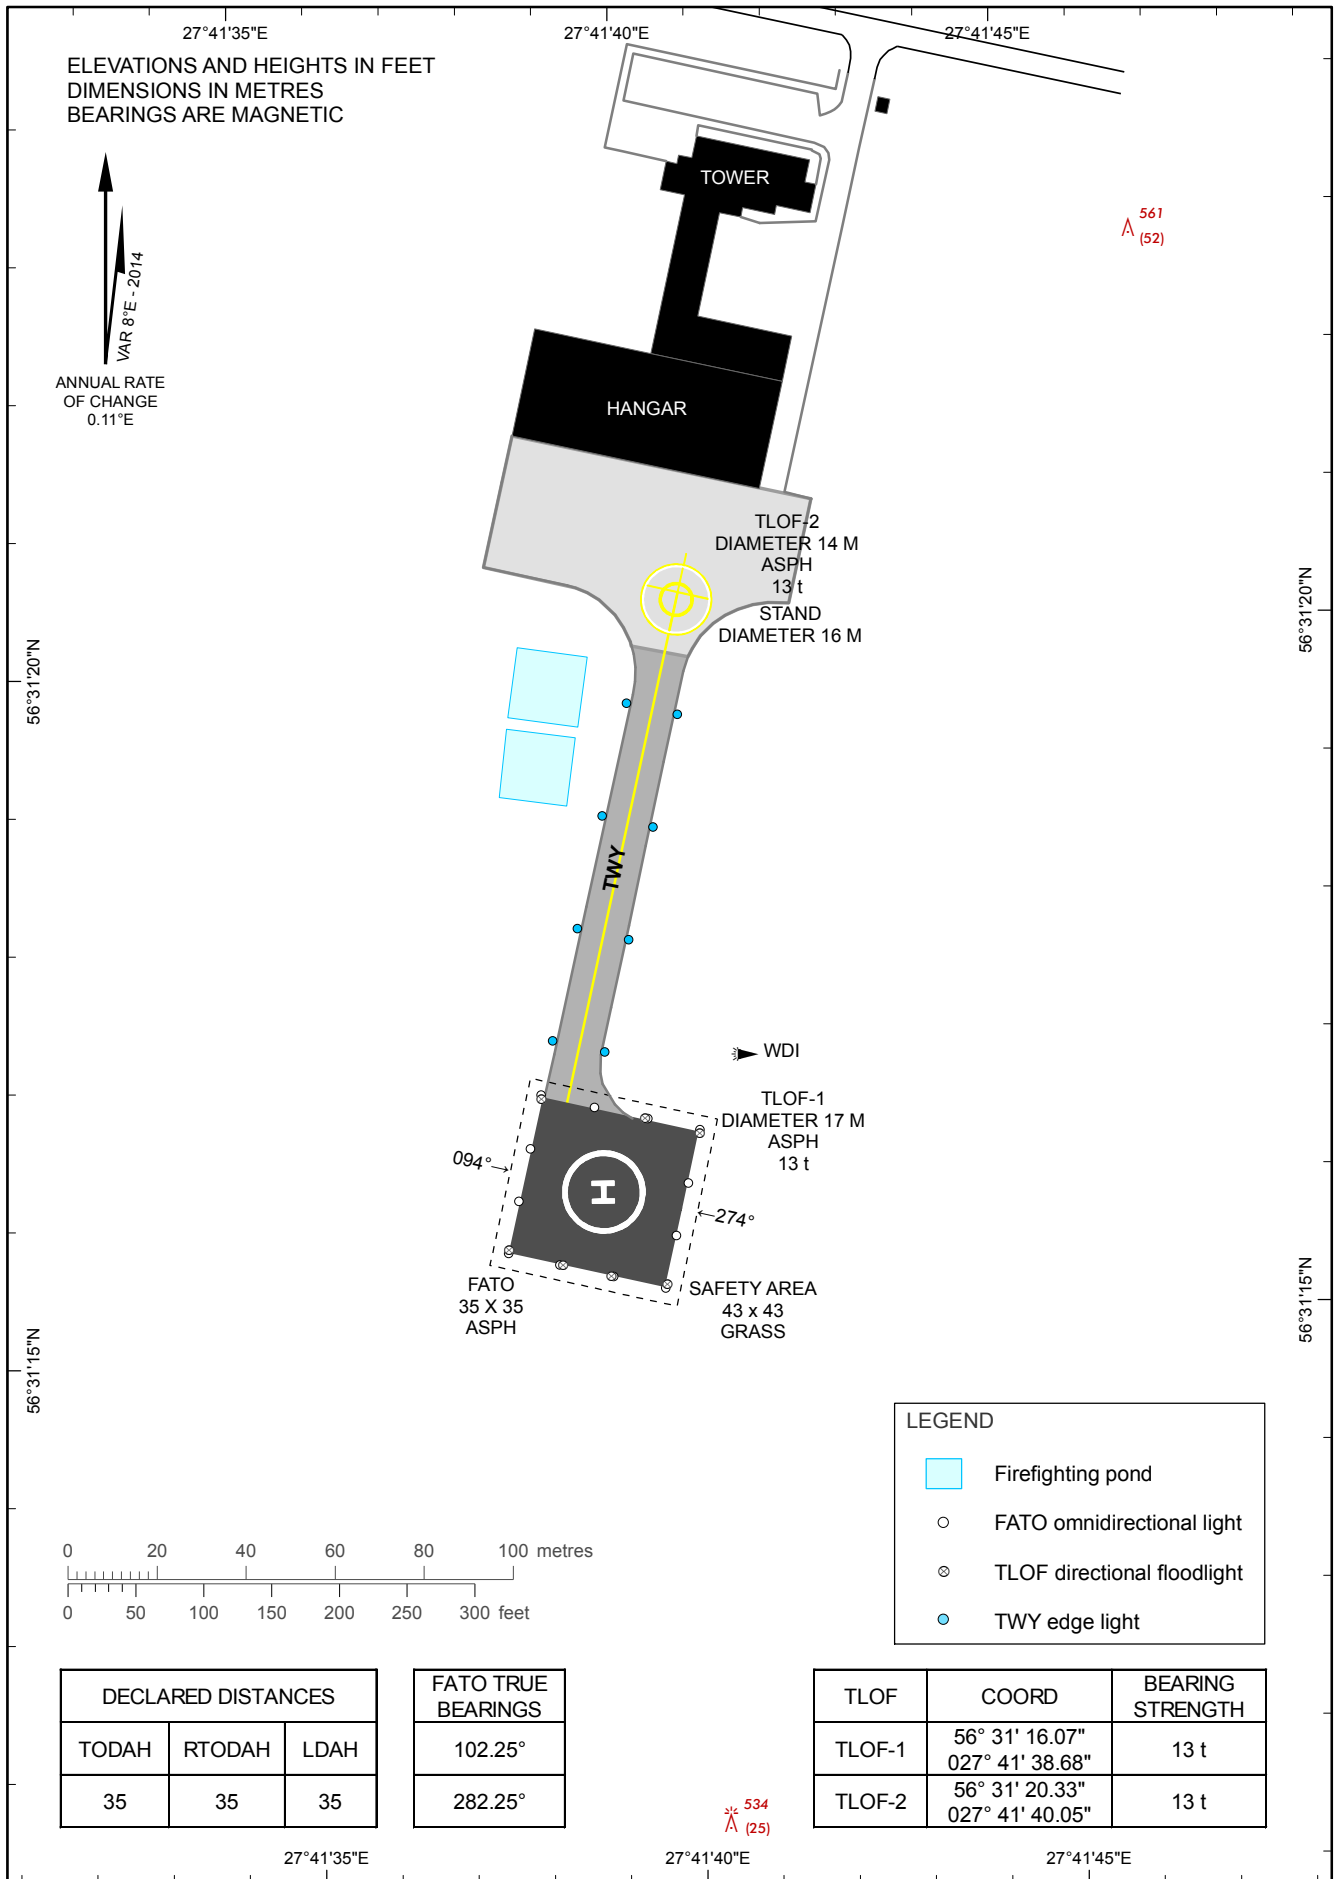 27°41'35"E
27°41'40"E
27°41'45"E
ELEVATIONS AND HEIGHTS IN FEET
DIMENSIONS IN METRES
BEARINGS ARE MAGNETIC
VAR 8°E - 2014
ANNUAL RATE
OF CHANGE
0.11°E
TOWER
561
(52)
HANGAR
TLOF-2
DIAMETER 14 M
ASPH
13 t
STAND
DIAMETER 16 M
56°31'20"N
56°31'20"N
TWY
WDI
TLOF-1
DIAMETER 17 M
ASPH
13 t
094°
H
274°
FATO
35 X 35
ASPH
SAFETY AREA
43 x 43
GRASS
56°31'15"N
56°31'15"N
LEGEND
Firefighting pond
FATO omnidirectional light
TLOF directional floodlight
TWY edge light
0 20 40 60 80 100 metres
0 50 100 150 200 250 300 feet
DECLARED DISTANCES
TODAH RTODAH LDAH
35 35 35
FATO TRUE
BEARINGS
102.25°
282.25°
TLOF COORD BEARING
STRENGTH
TLOF-1 56° 31' 16.07"
027° 41' 38.68" 13 t
TLOF-2 56° 31' 20.33"
027° 41' 40.05" 13 t
534
(25)
27°41'35"E
27°41'40"E
27°41'45"E